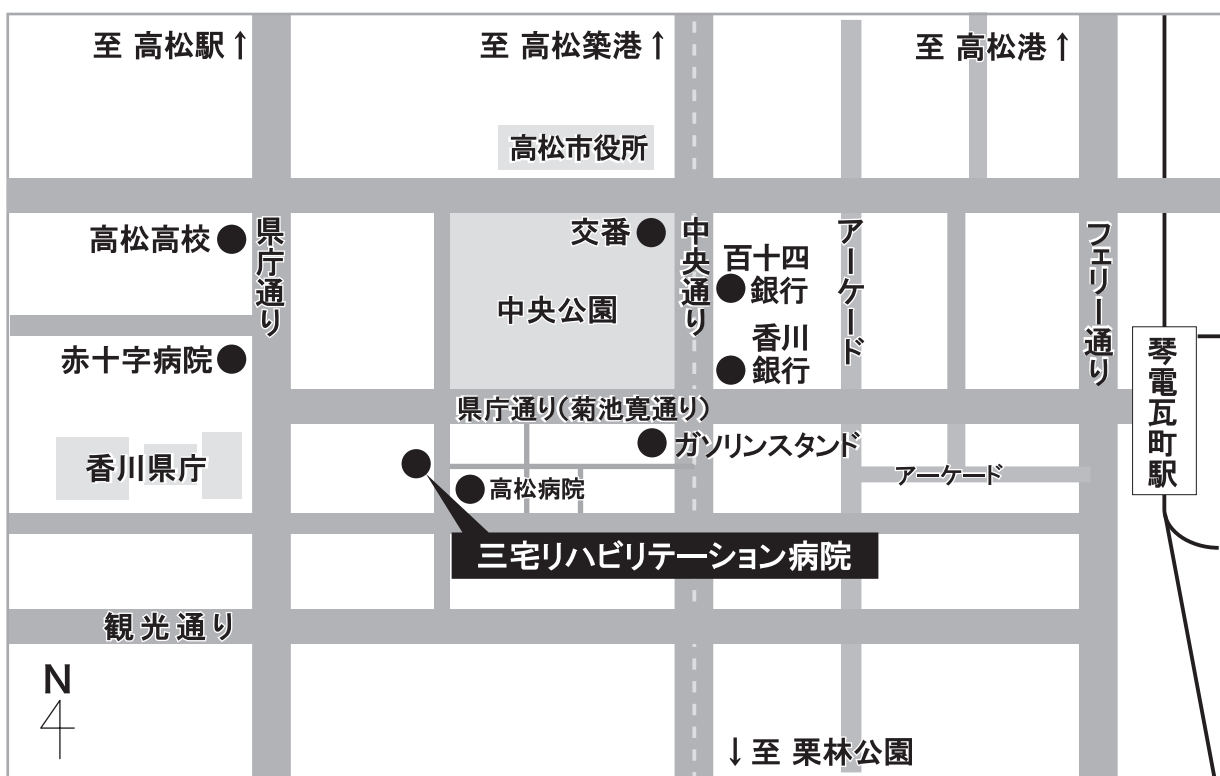 至 高松駅↑
至 高松築港↑
至 高松港↑
高松市役所
高松高校
県庁通り
交番
中央通り
百十四
銀行
アーケード
フェリー通り
中央公園
香川
銀行
赤十字病院
琴電瓦町駅
県庁通り(菊池寛通り)
ガソリンスタンド
香川県庁
高松病院
アーケード
三宅リハビリテーション病院
観光通り
N
↓至 栗林公園